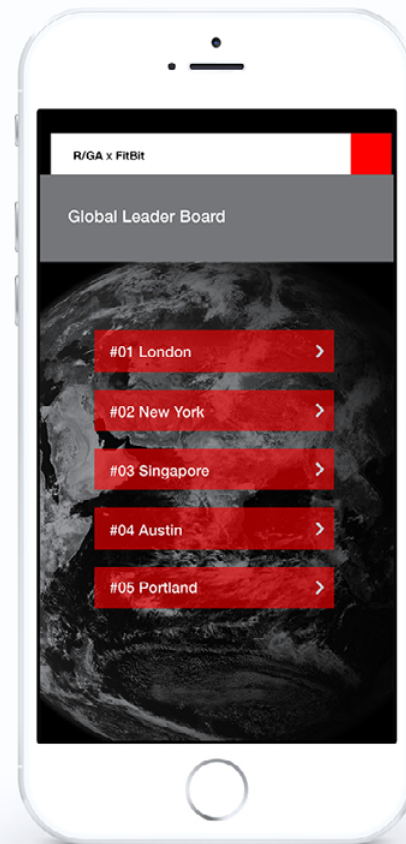 R/GA x FitBit
Global Leader Board
#01 London
#02 New York
#03 Singapore
#04 Austin
#05 Portland